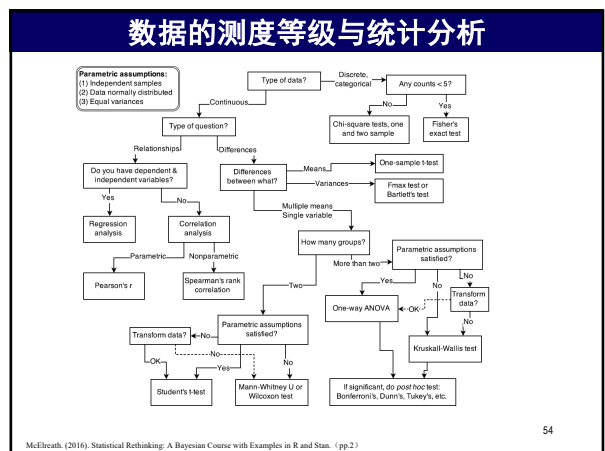 数据的测度等级与统计分析
Parametric assumptions:
(1) Independent samples
(2) Data normally distributed
(3) Equal variances
Type of data?
Discrete,
categorical
Any counts < 5?
Continuous
No
Yes
Type of question?
Chi-square tests, one
and two sample
Fisher's
exact test
Relationships
Differences
Do you have dependent &
independent variables?
Differences
between what?
Means
One-sample t-test
Variances
Fmax test or
Bartlett's test
Yes
No
Multiple means
Single variable
Regression
analysis
Correlation
analysis
How many groups?
Parametric assumptions
satisfied?
Parametric
Nonparametric
More than two
Pearson's r
Spearman's rank
correlation
Two
Yes
No
No
One-way ANOVA
OK
Transform
data?
Transform data?
No
Parametric assumptions
satisfied?
No
Kruskall-Wallis test
OK
No
Yes
No
Student's t-test
Mann-Whitney U or
Wilcoxon test
If significant, do post hoc test:
Bonferroni's, Dunn's, Tukey's, etc.
54
McElreath. (2016). Statistical Rethinking: A Bayesian Course with Examples in R and Stan.（pp.2）